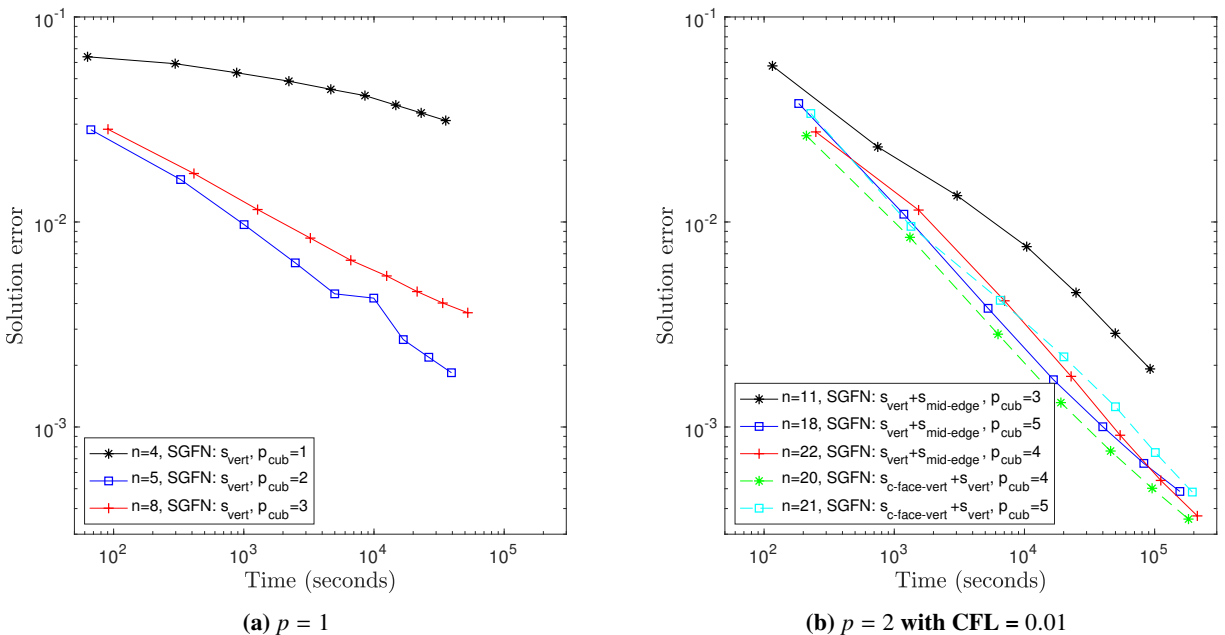 10^-1
10^-2
10^-3
Solution error
n=4, SGFN: s_vert, p_cub=1
n=5, SGFN: s_vert, p_cub=2
n=8, SGFN: s_vert, p_cub=3
10^2 10^3 10^4 10^5
Time (seconds)
(a) p = 1
10^-1
10^-2
10^-3
Solution error
n=11, SGFN: s_vert+s_mid-edge, p_cub=3
n=18, SGFN: s_vert+s_mid-edge, p_cub=5
n=22, SGFN: s_vert+s_mid-edge, p_cub=4
n=20, SGFN: s_c-face-vert+s_vert, p_cub=4
n=21, SGFN: s_c-face-vert+s_vert, p_cub=5
10^2 10^3 10^4 10^5
Time (seconds)
(b) p = 2 with CFL = 0.01